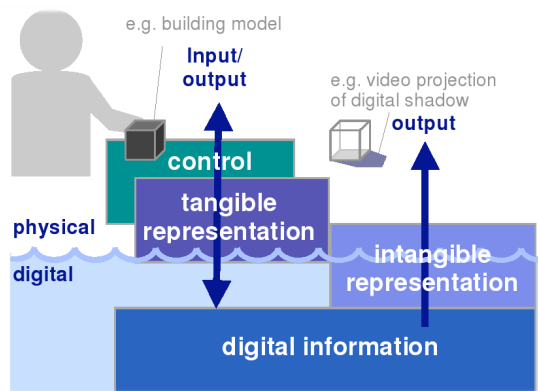 e.g. building model
Input/
output
e.g. video projection
of digital shadow
output
control
tangible
representation
physical
digital
intangible
representation
digital information